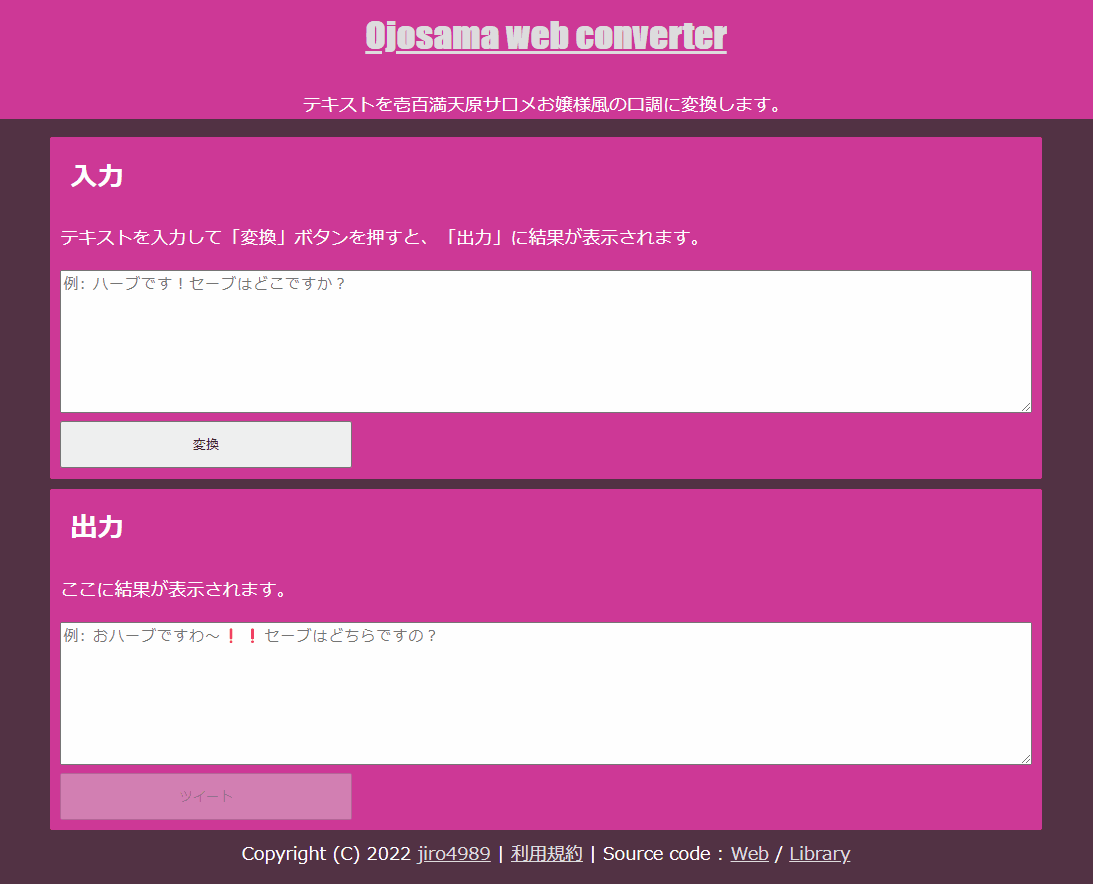 Ojosama web converter
テキストを壱百満天原サロメお嬢様風の口調に変換します。
入力
テキストを入力して「変換」ボタンを押すと、「出力」に結果が表示されます。
例: ハーブです！セーブはどこですか？
変換
出力
ここに結果が表示されます。
例: おハーブですわ～❗❗セーブはどちらですの？
ツイート
Copyright (C) 2022 jiro4989 | 利用規約 | Source code : Web / Library